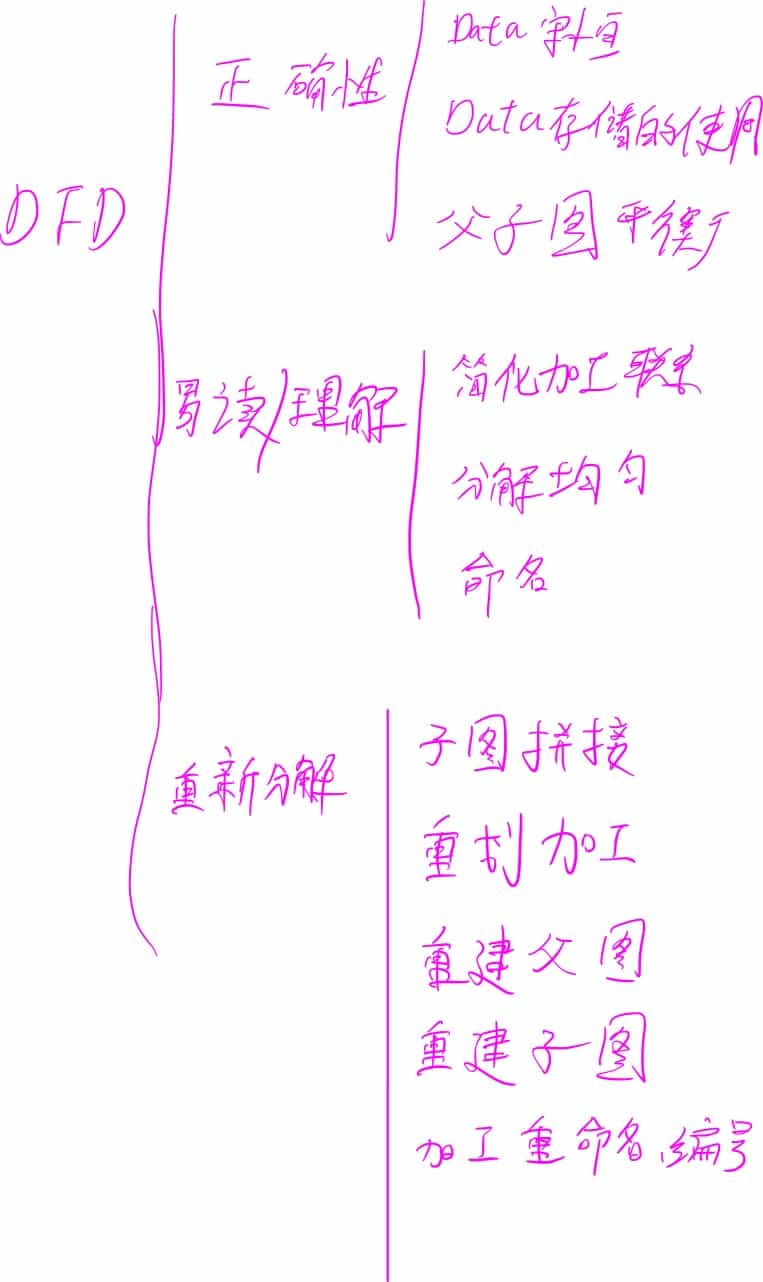 DFD
正确性
Data守恒
Data存储的使用
父子图平衡
易读/理解
简化加工联系
分解均匀
命名
重新分解
子图拼接
重划加工
重建父图
重建子图
加工重命名、编号